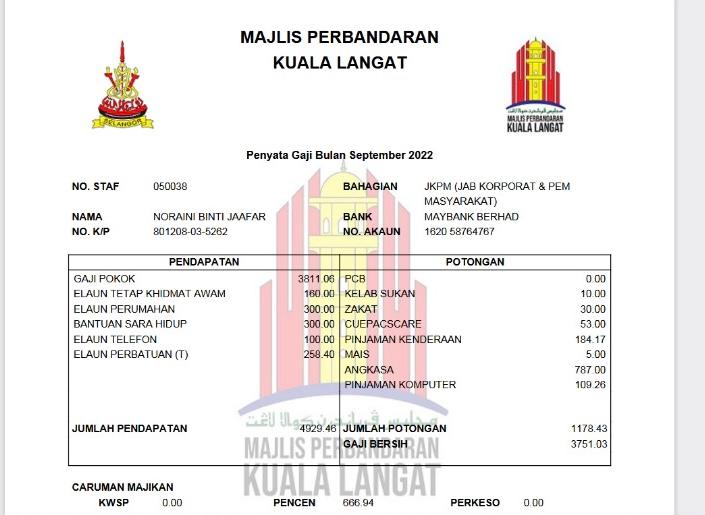 MAJLIS PERBANDARAN
KUALA LANGAT
SELANGOR
MAJLIS PERBANDARAN
KUALA LANGAT
Penyata Gaji Bulan September 2022
NO. STAF 050038 BAHAGIAN JKPM (JAB KORPORAT & PEM
MASYARAKAT)
NAMA NORAINI BINTI JAAFAR BANK MAYBANK BERHAD
NO. K/P 801208-03-5262 NO. AKAUN 1620 58764767
PENDAPATAN POTONGAN
GAJI POKOK 3811.06 PCB 0.00
ELAUN TETAP KHIDMAT AWAM 160.00 KELAB SUKAN 10.00
ELAUN PERUMAHAN 300.00 ZAKAT 30.00
BANTUAN SARA HIDUP 300.00 CUEPACSCARE 53.00
ELAUN TELEFON 100.00 PINJAMAN KENDERAAN 184.17
ELAUN PERBATUAN (T) 258.40 MAIS 5.00
ANGKASA 787.00
PINJAMAN KOMPUTER 109.26
JUMLAH PENDAPATAN 4929.46 JUMLAH POTONGAN 1178.43
GAJI BERSIH 3751.03
مجليس ڤربندرن كوالا لاڠت
MAJLIS PERBANDARAN
KUALA LANGAT
CARUMAN MAJIKAN
KWSP 0.00 PENCEN 666.94 PERKESO 0.00